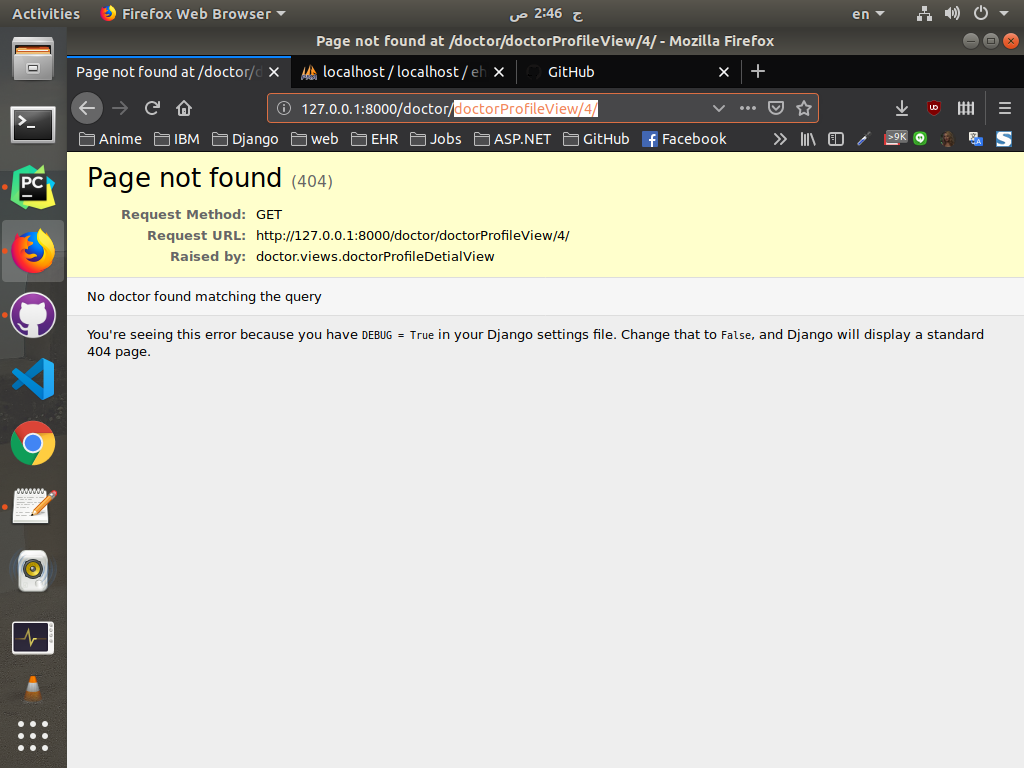 Activities Firefox Web Browser ج 2:46 ص en
Page not found at /doctor/doctorProfileView/4/ - Mozilla Firefox
Page not found at /doctor/d localhost / localhost / eh GitHub
127.0.0.1:8000/doctor/doctorProfileView/4/
Anime IBM Django web EHR Jobs ASP.NET GitHub Facebook >9K
Page not found (404)
Request Method: GET
Request URL: http://127.0.0.1:8000/doctor/doctorProfileView/4/
Raised by: doctor.views.doctorProfileDetialView
No doctor found matching the query
You're seeing this error because you have DEBUG = True in your Django settings file. Change that to False, and Django will display a standard
404 page.
PC